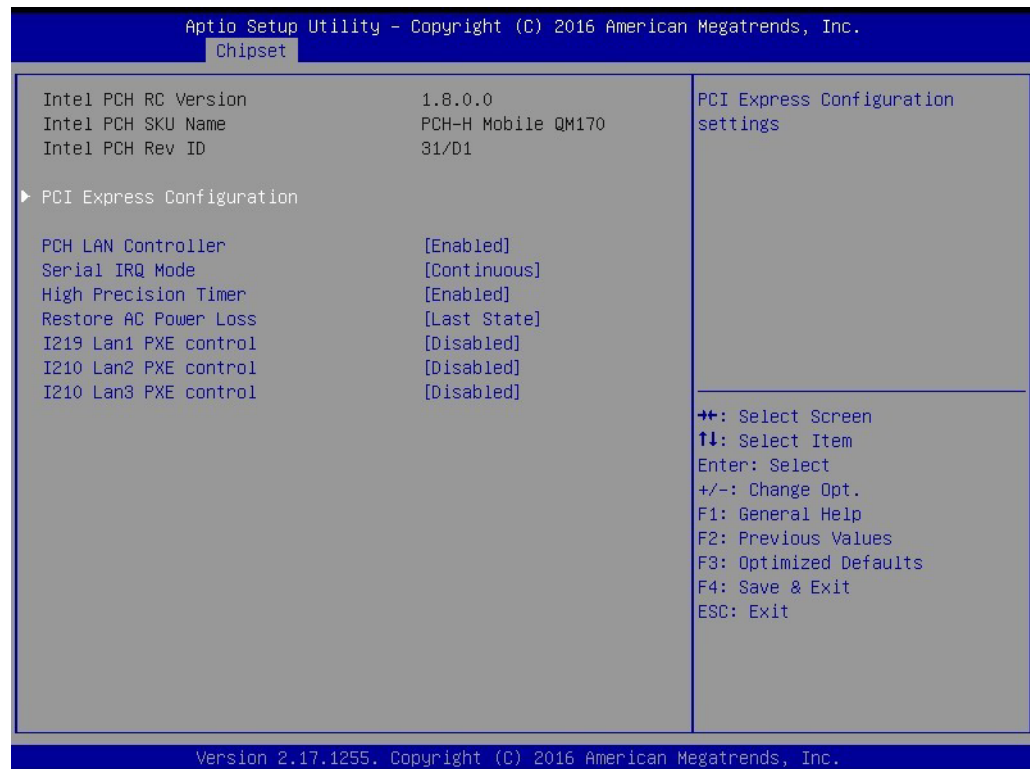 Aptio Setup Utility – Copyright (C) 2016 American Megatrends, Inc.
Chipset
Intel PCH RC Version 1.8.0.0
Intel PCH SKU Name PCH-H Mobile QM170
Intel PCH Rev ID 31/D1
▶ PCI Express Configuration
PCH LAN Controller [Enabled]
Serial IRQ Mode [Continuous]
High Precision Timer [Enabled]
Restore AC Power Loss [Last State]
I219 Lan1 PXE control [Disabled]
I210 Lan2 PXE control [Disabled]
I210 Lan3 PXE control [Disabled]
PCI Express Configuration
settings
→←: Select Screen
↑↓: Select Item
Enter: Select
+/-: Change Opt.
F1: General Help
F2: Previous Values
F3: Optimized Defaults
F4: Save & Exit
ESC: Exit
Version 2.17.1255. Copyright (C) 2016 American Megatrends, Inc.